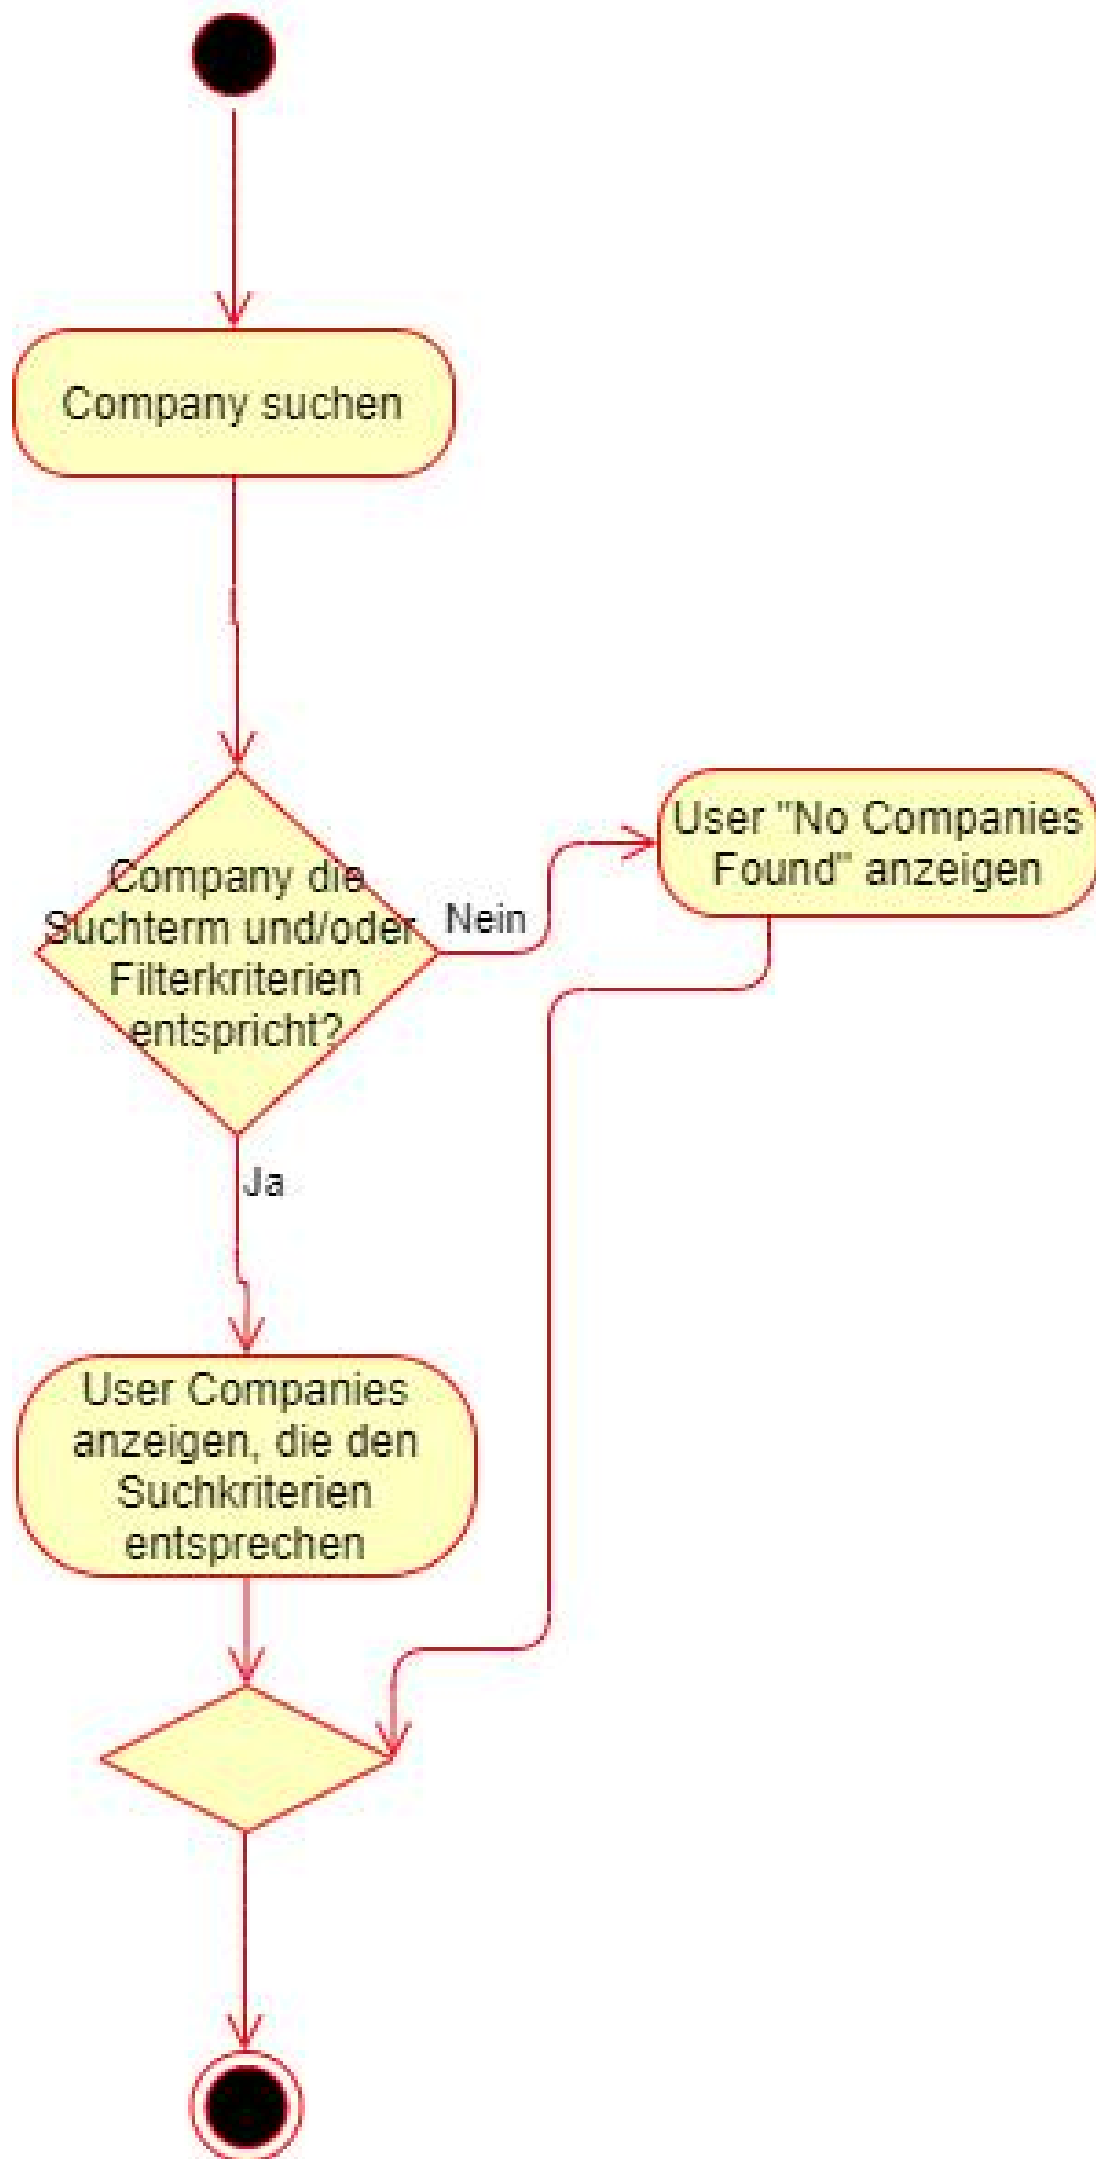 Company suchen
Company die
Suchterm und/oder
Filterkriterien
entspricht?
Nein
User "No Companies
Found" anzeigen
Ja
User Companies
anzeigen, die den
Suchkriterien
entsprechen